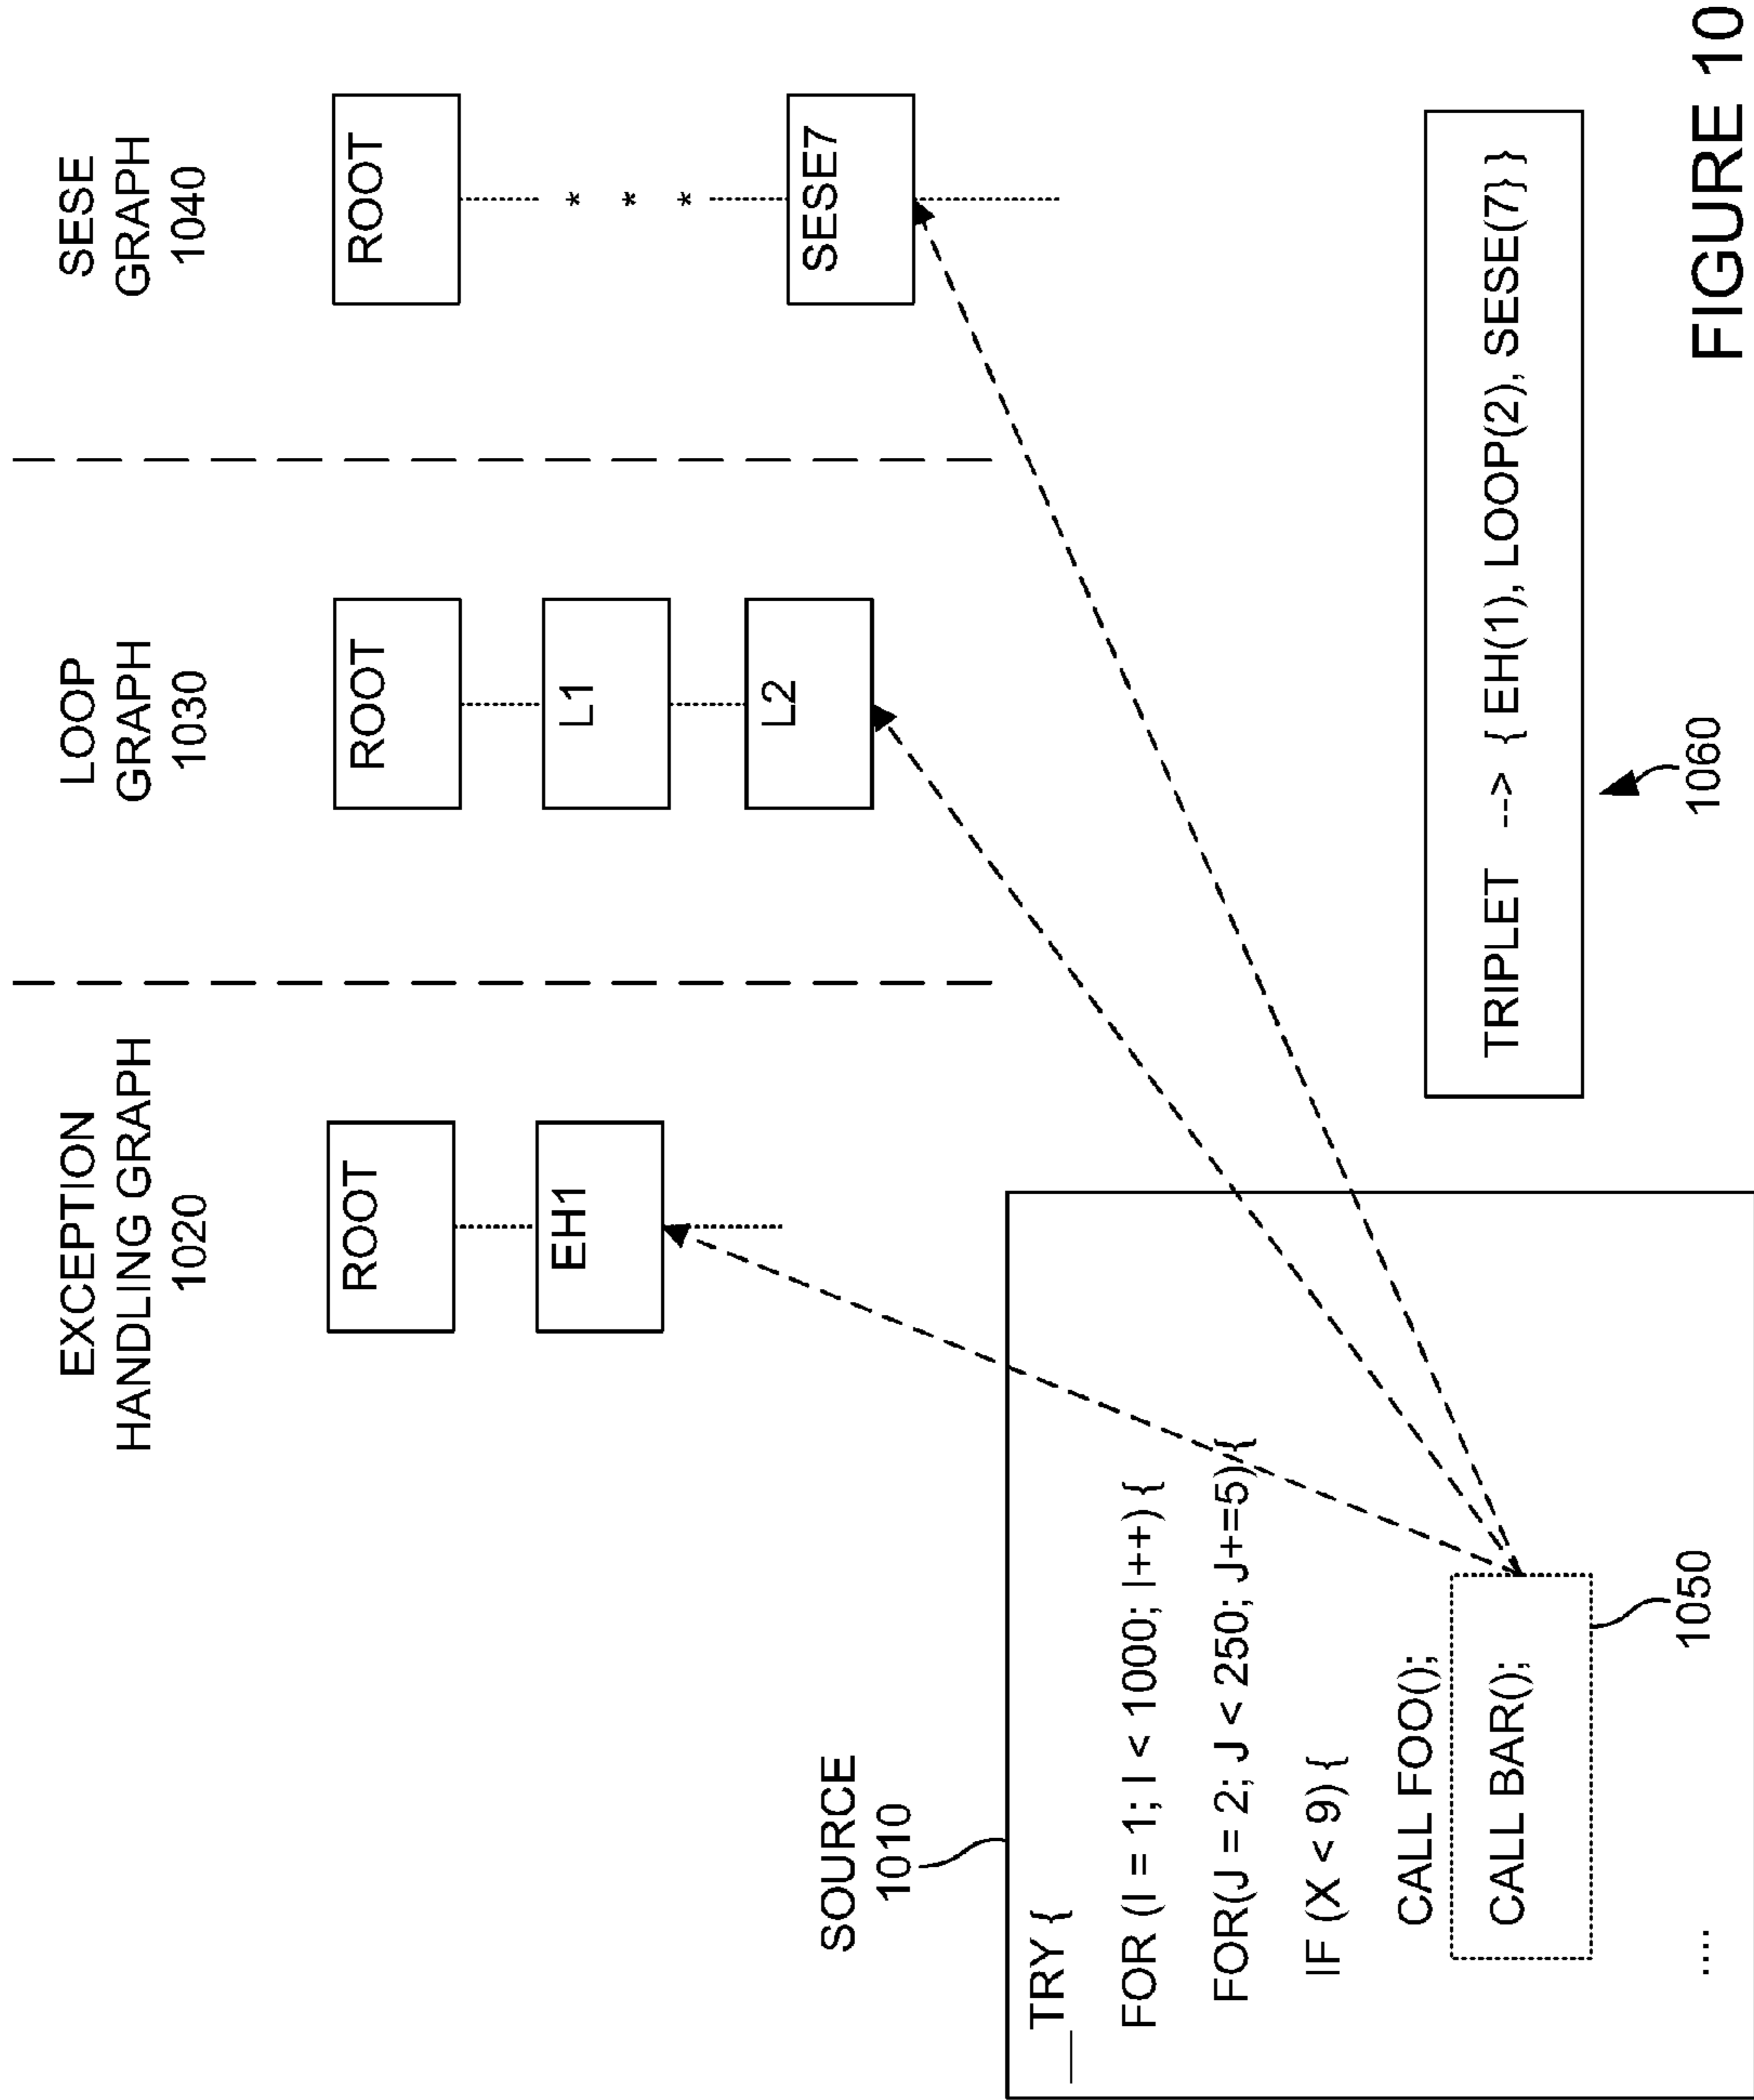 EXCEPTION
HANDLING GRAPH
1020
LOOP
GRAPH
1030
SESE
GRAPH
1040
ROOT
EH1
ROOT
L1
L2
ROOT
* * *
SESE7
SOURCE
1010
__TRY {
FOR (I = 1; I < 1000; I++) {
FOR(J = 2; J < 250; J+=5) {
IF (X < 9) {
CALL FOO();
CALL BAR();
....
1050
TRIPLET --> { EH(1), LOOP(2), SESE(7} }
1060
FIGURE 10